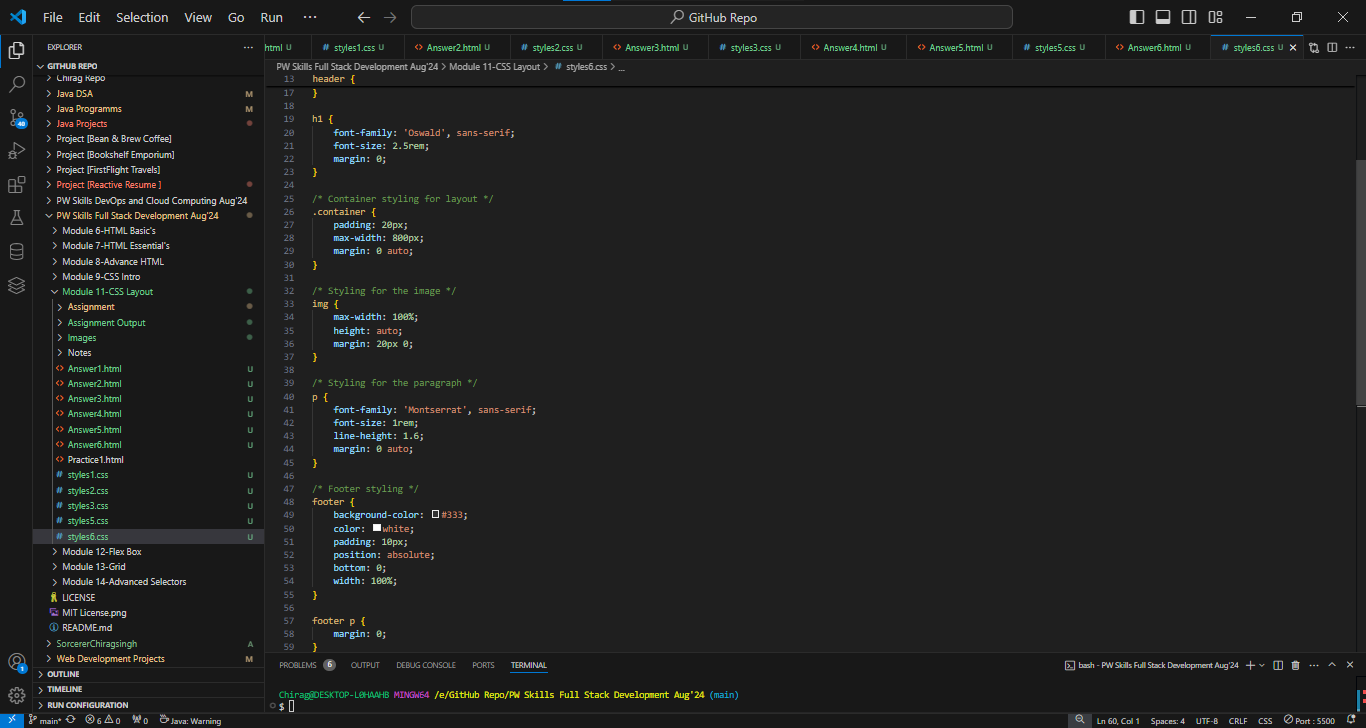 File Edit Selection View Go Run ··· GitHub Repo
EXPLORER ···
GITHUB REPO
Chirag Repo
Java DSA M
Java Programms M
Java Projects
Project [Bean & Brew Coffee]
Project [Bookshelf Emporium]
Project [FirstFlight Travels]
Project [Reactive Resume ]
PW Skills DevOps and Cloud Computing Aug'24
PW Skills Full Stack Development Aug'24
Module 6-HTML Basic's
Module 7-HTML Essential's
Module 8-Advance HTML
Module 9-CSS Intro
Module 11-CSS Layout
Assignment
Assignment Output
Images
Notes
Answer1.html U
Answer2.html U
Answer3.html U
Answer4.html U
Answer5.html U
Answer6.html U
Practice1.html
styles1.css U
styles2.css U
styles3.css U
styles5.css U
styles6.css U
Module 12-Flex Box
Module 13-Grid
Module 14-Advanced Selectors
LICENSE
MIT License.png
README.md
SorcererChiragsingh A
Web Development Projects M
OUTLINE
TIMELINE
RUN CONFIGURATION
html U # styles1.css U Answer2.html U # styles2.css U Answer3.html U # styles3.css U Answer4.html U Answer5.html U # styles5.css U Answer6.html U # styles6.css U
PW Skills Full Stack Development Aug'24 > Module 11-CSS Layout > # styles6.css > ...
13 header {
17 }
18
19 h1 {
20 font-family: 'Oswald', sans-serif;
21 font-size: 2.5rem;
22 margin: 0;
23 }
24
25 /* Container styling for layout */
26 .container {
27 padding: 20px;
28 max-width: 800px;
29 margin: 0 auto;
30 }
31
32 /* Styling for the image */
33 img {
34 max-width: 100%;
35 height: auto;
36 margin: 20px 0;
37 }
38
39 /* Styling for the paragraph */
40 p {
41 font-family: 'Montserrat', sans-serif;
42 font-size: 1rem;
43 line-height: 1.6;
44 margin: 0 auto;
45 }
46
47 /* Footer styling */
48 footer {
49 background-color: #333;
50 color: white;
51 padding: 10px;
52 position: absolute;
53 bottom: 0;
54 width: 100%;
55 }
56
57 footer p {
58 margin: 0;
59 }
PROBLEMS 6 OUTPUT DEBUG CONSOLE PORTS TERMINAL bash - PW Skills Full Stack Development Aug'24
Chirag@DESKTOP-L0HAAHB MINGW64 /e/GitHub Repo/PW Skills Full Stack Development Aug'24 (main)
$
40
1
main* 6 0 0 Java: Warning Ln 60, Col 1 Spaces: 4 UTF-8 CRLF CSS Port : 5500